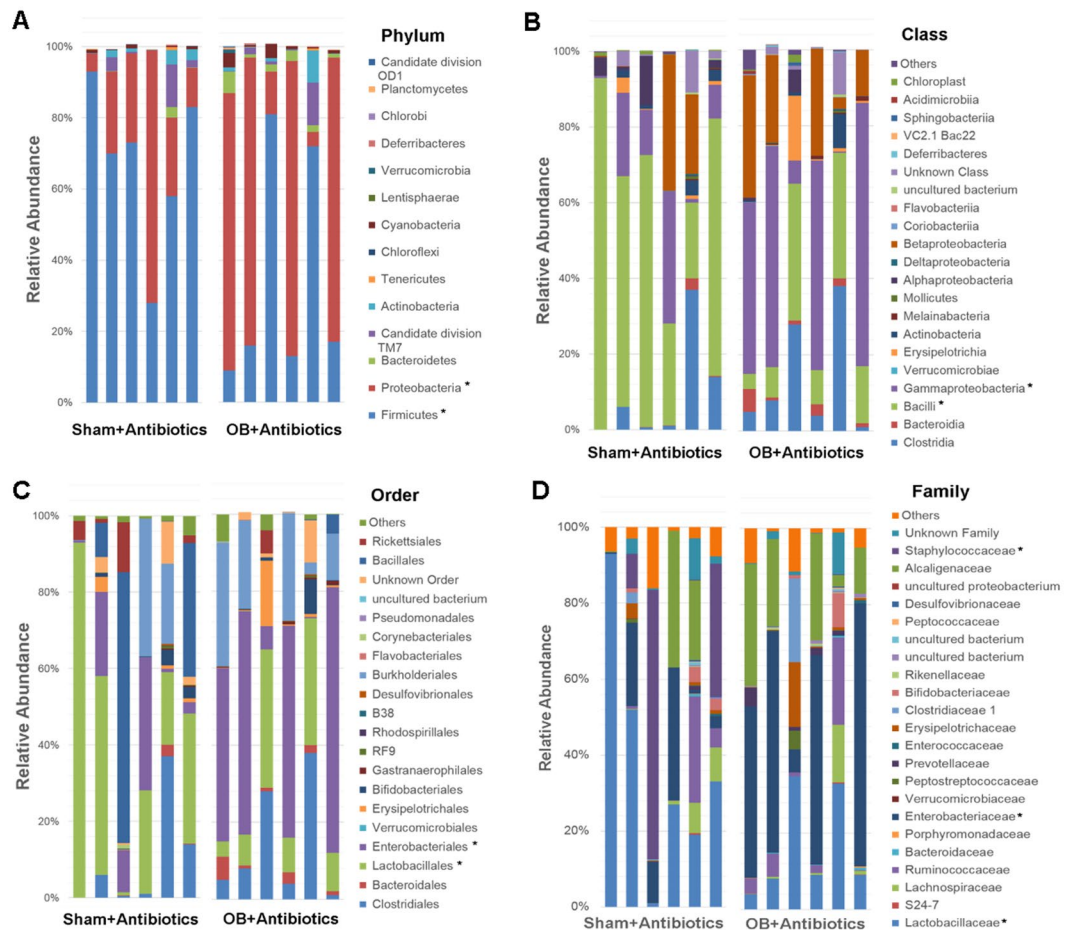 A
Relative Abundance
100%
80%
60%
40%
20%
0%
Sham+Antibiotics
OB+Antibiotics
Phylum
Candidate division
OD1
Planctomycetes
Chlorobi
Deferribacteres
Verrucomicrobia
Lentisphaerae
Cyanobacteria
Chloroflexi
Tenericutes
Actinobacteria
Candidate division
TM7
Bacteroidetes
Proteobacteria *
Firmicutes *
B
Relative Abundance
100%
80%
60%
40%
20%
0%
Sham+Antibiotics
OB+Antibiotics
Class
Others
Chloroplast
Acidimicrobiia
Sphingobacteriia
VC2.1 Bac22
Deferribacteres
Unknown Class
uncultured bacterium
Flavobacteriia
Coriobacteriia
Betaproteobacteria
Deltaproteobacteria
Alphaproteobacteria
Mollicutes
Melainabacteria
Actinobacteria
Erysipelotrichia
Verrucomicrobiae
Gammaproteobacteria *
Bacilli *
Bacteroidia
Clostridia
C
Relative Abundance
100%
80%
60%
40%
20%
0%
Sham+Antibiotics
OB+Antibiotics
Order
Others
Rickettsiales
Bacillales
Unknown Order
uncultured bacterium
Pseudomonadales
Corynebacteriales
Flavobacteriales
Burkholderiales
Desulfovibrionales
B38
Rhodospirillales
RF9
Gastranaerophilales
Bifidobacteriales
Erysipelotrichales
Verrucomicrobiales
Enterobacteriales *
Lactobacillales *
Bacteroidales
Clostridiales
D
Relative Abundance
100%
80%
60%
40%
20%
0%
Sham+Antibiotics
OB+Antibiotics
Family
Others
Unknown Family
Staphylococcaceae *
Alcaligenaceae
uncultured proteobacterium
Desulfovibrionaceae
Peptococcaceae
uncultured bacterium
uncultured bacterium
Rikenellaceae
Bifidobacteriaceae
Clostridiaceae 1
Erysipelotrichaceae
Enterococcaceae
Prevotellaceae
Peptostreptococcaceae
Verrucomicrobiaceae
Enterobacteriaceae *
Porphyromonadaceae
Bacteroidaceae
Ruminococcaceae
Lachnospiraceae
S24-7
Lactobacillaceae *